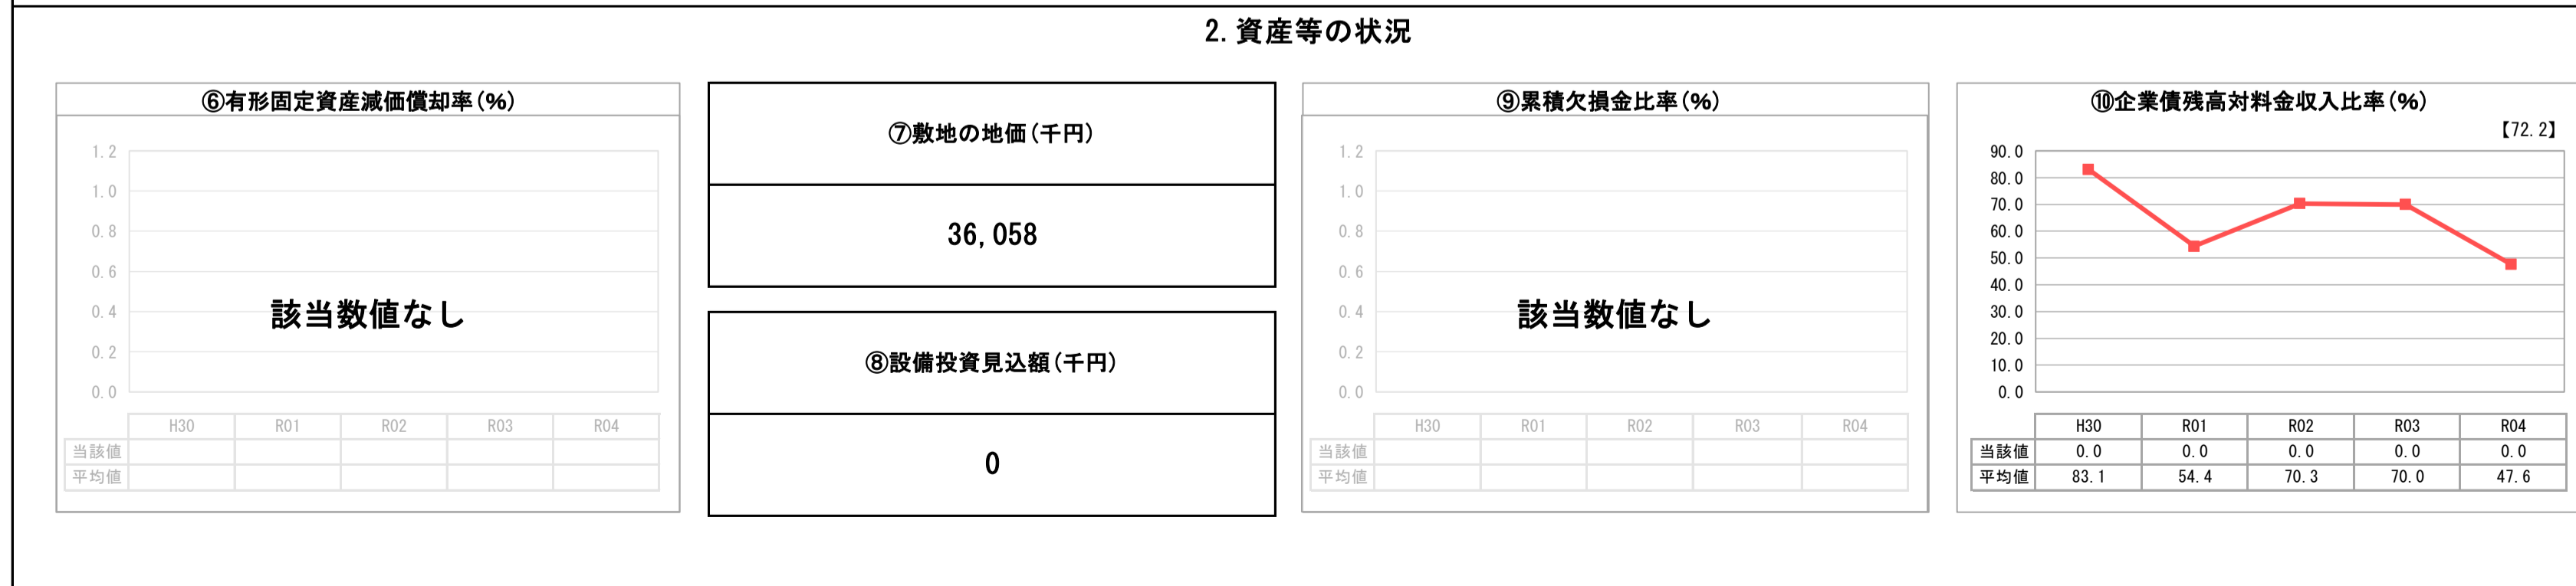 2.資産等の状況
⑥有形固定資産減価償却率(%)
1.2
1.0
0.8
0.6
0.4
0.2
0.0
該当数値なし
H30 R01 R02 R03 R04
当該値
平均値
⑦敷地の地価(千円)
36,058
⑧設備投資見込額(千円)
0
⑨累積欠損金比率(%)
1.2
1.0
0.8
0.6
0.4
0.2
0.0
該当数値なし
H30 R01 R02 R03 R04
当該値
平均値
⑩企業債残高対料金収入比率(%)
【72.2】
90.0
80.0
70.0
60.0
50.0
40.0
30.0
20.0
10.0
0.0
H30 R01 R02 R03 R04
当該値 0.0 0.0 0.0 0.0 0.0
平均値 83.1 54.4 70.3 70.0 47.6